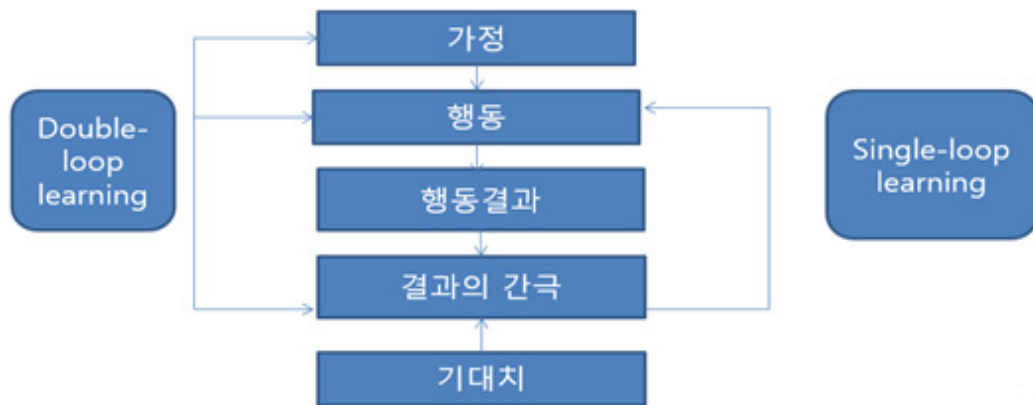 가정
Double-
loop
learning
행동
Single-loop
learning
행동결과
결과의 간극
기대치